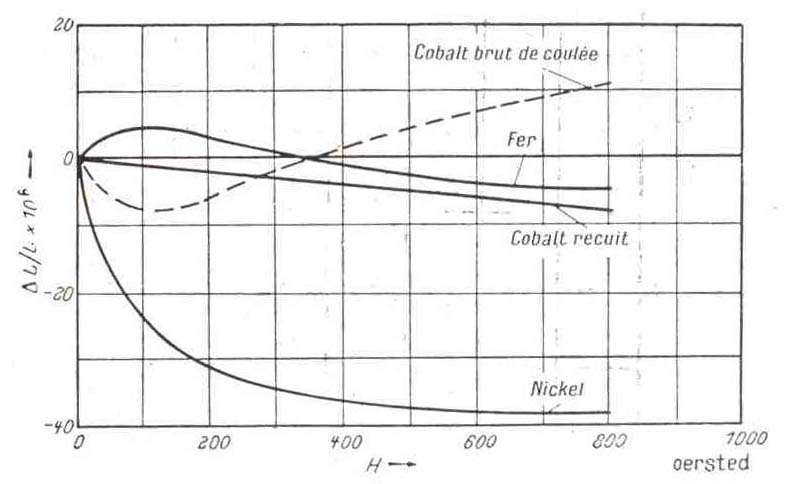 20
Cobalt brut de coulée
Fer
0
Cobalt recuit
ΔL/L × 10⁶ →
-20
Nickel
-40
0 200 400 600 800 1000
H → oersted